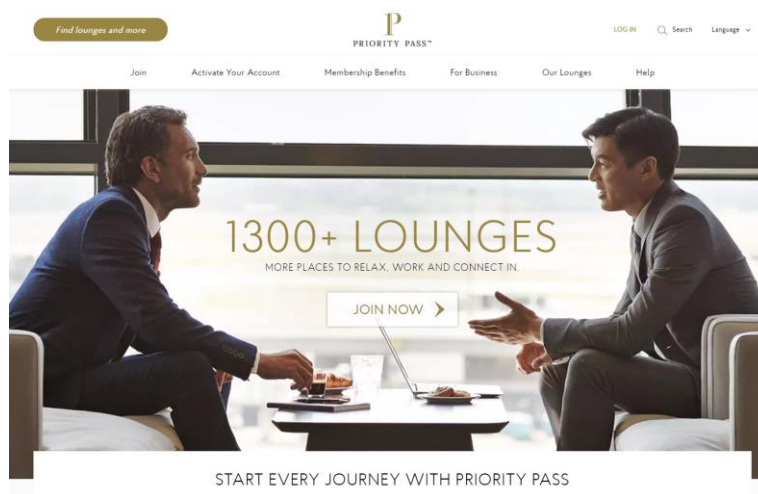 Find lounges and more
P
PRIORITY PASS™
LOG IN
Search
Language
Join
Activate Your Account
Membership Benefits
For Business
Our Lounges
Help
1300+ LOUNGES
MORE PLACES TO RELAX, WORK AND CONNECT IN.
JOIN NOW
START EVERY JOURNEY WITH PRIORITY PASS